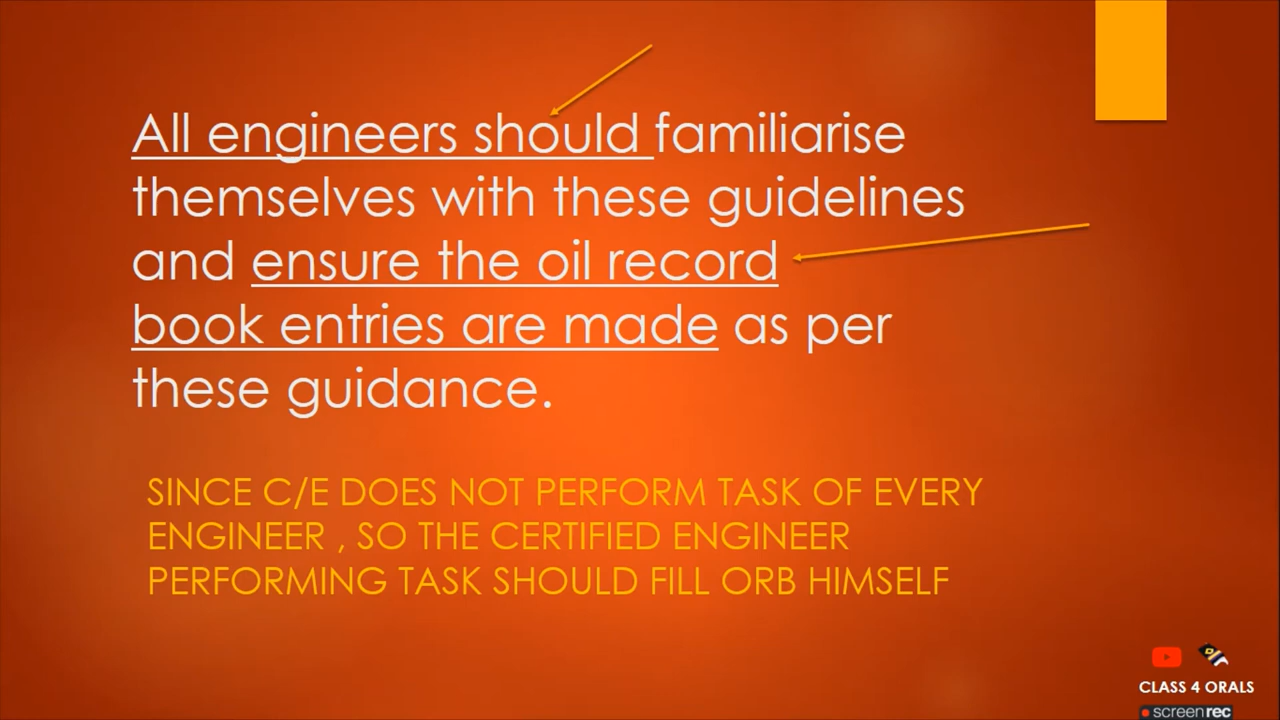 All engineers should familiarise
themselves with these guidelines
and ensure the oil record
book entries are made as per
these guidance.
SINCE C/E DOES NOT PERFORM TASK OF EVERY
ENGINEER , SO THE CERTIFIED ENGINEER
PERFORMING TASK SHOULD FILL ORB HIMSELF
CLASS 4 ORALS
screenrec